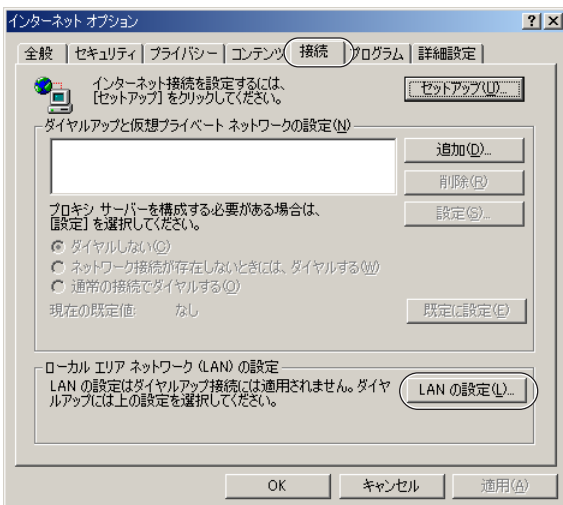 インターネット オプション
全般 セキュリティ プライバシー コンテンツ 接続 プログラム 詳細設定
インターネット接続を設定するには、
[セットアップ] をクリックしてください。
セットアップ(U)...
ダイヤルアップと仮想プライベート ネットワークの設定(N)
追加(D)...
削除(R)
プロキシ サーバーを構成する必要がある場合は、
[設定] を選択してください。
設定(S)...
ダイヤルしない(C)
ネットワーク接続が存在しないときには、ダイヤルする(W)
通常の接続でダイヤルする(O)
現在の既定値: なし
既定に設定(E)
ローカル エリア ネットワーク (LAN) の設定
LAN の設定はダイヤルアップ接続には適用されません。ダイヤ
ルアップには上の設定を選択してください。
LAN の設定(L)...
OK キャンセル 適用(A)